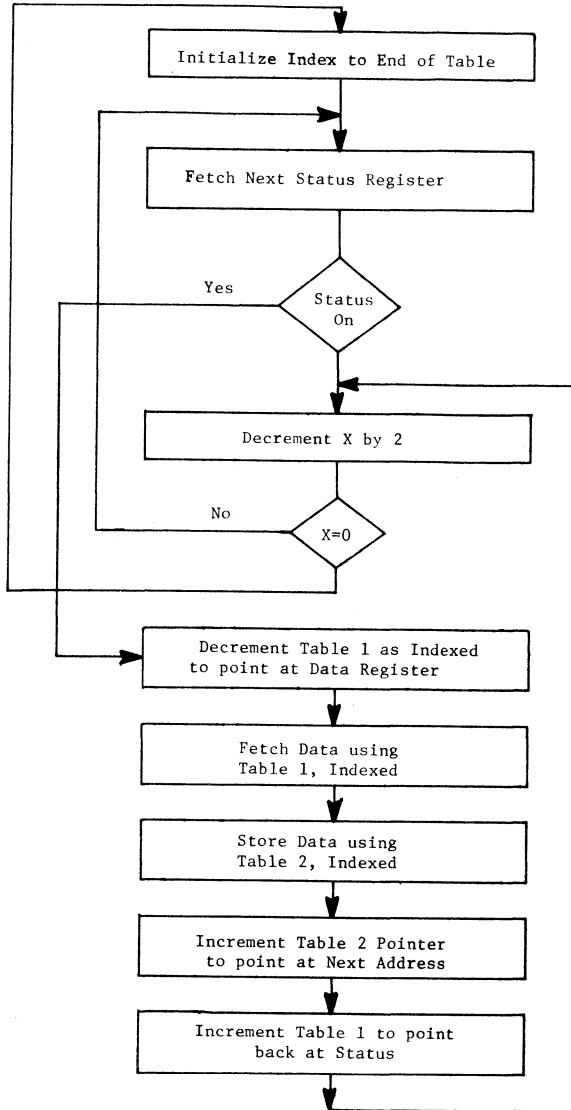 Initialize Index to End of Table
Fetch Next Status Register
Yes
Status
On
Decrement X by 2
No
X=0
Decrement Table 1 as Indexed
to point at Data Register
Fetch Data using
Table 1, Indexed
Store Data using
Table 2, Indexed
Increment Table 2 Pointer
to point at Next Address
Increment Table 1 to point
back at Status